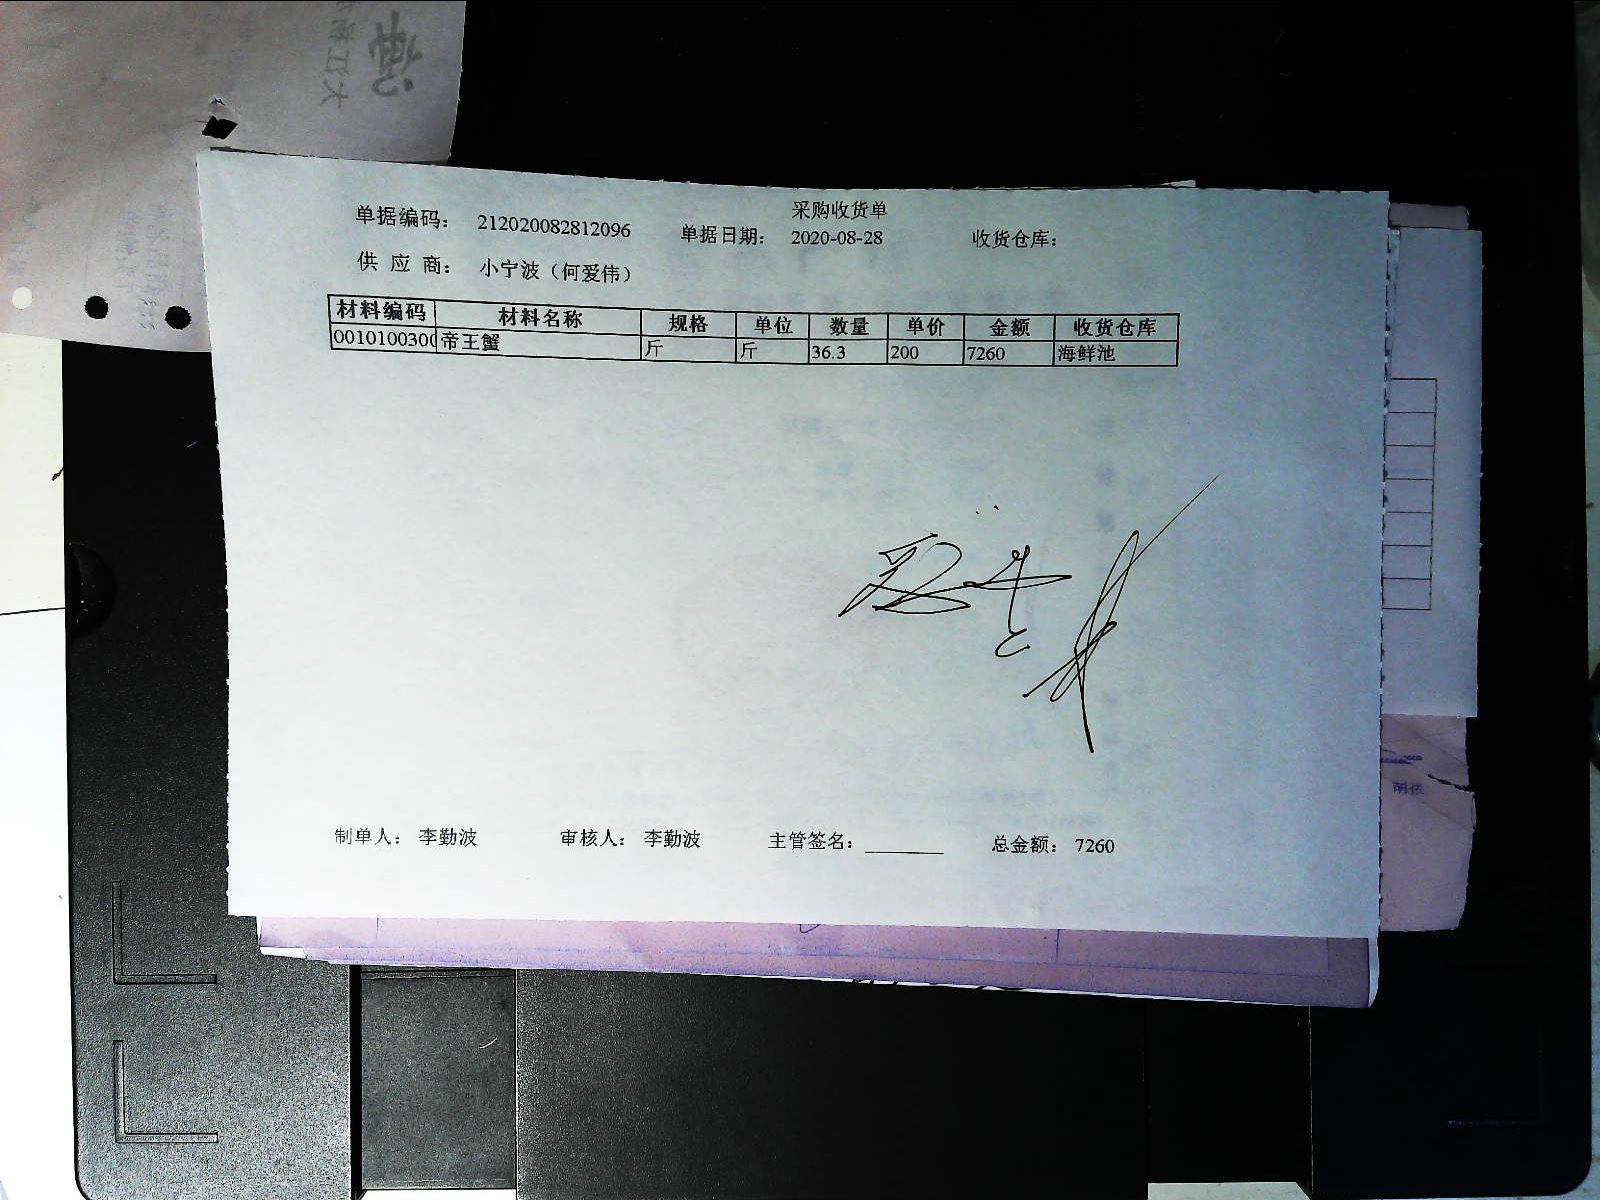 采购收货单
单据编码： 212020082812096 单据日期： 2020-08-28 收货仓库：
供 应 商： 小宁波（何爱伟）
材料编码 材料名称 规格 单位 数量 单价 金额 收货仓库
0010100300 帝王蟹 斤 斤 36.3 200 7260 海鲜池
制单人： 李勤波 审核人： 李勤波 主管签名： 总金额： 7260